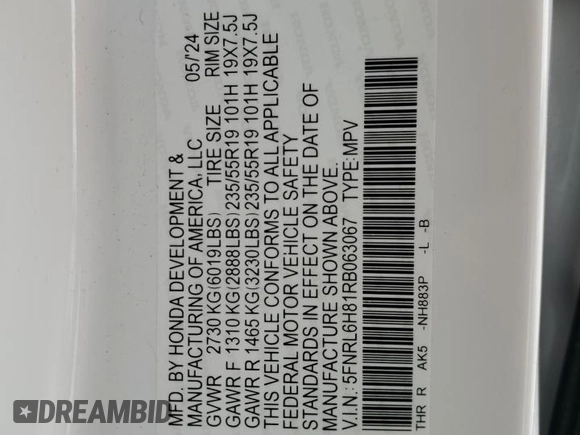 MFD. BY HONDA DEVELOPMENT &
MANUFACTURING OF AMERICA, LLC 05/24
GVWR 2730 KG(6019LBS) TIRE SIZE RIM SIZE
GAWR F 1310 KG(2888LBS)235/55R19 101H 19X7.5J
GAWR R 1465 KG(3230LBS)235/55R19 101H 19X7.5J
THIS VEHICLE CONFORMS TO ALL APPLICABLE
FEDERAL MOTOR VEHICLE SAFETY
STANDARDS IN EFFECT ON THE DATE OF
MANUFACTURE SHOWN ABOVE.
V.I.N.:5FNRL6H81RB063067 TYPE:MPV
THR R AK5 -NH883P -L -B
DREAMBID